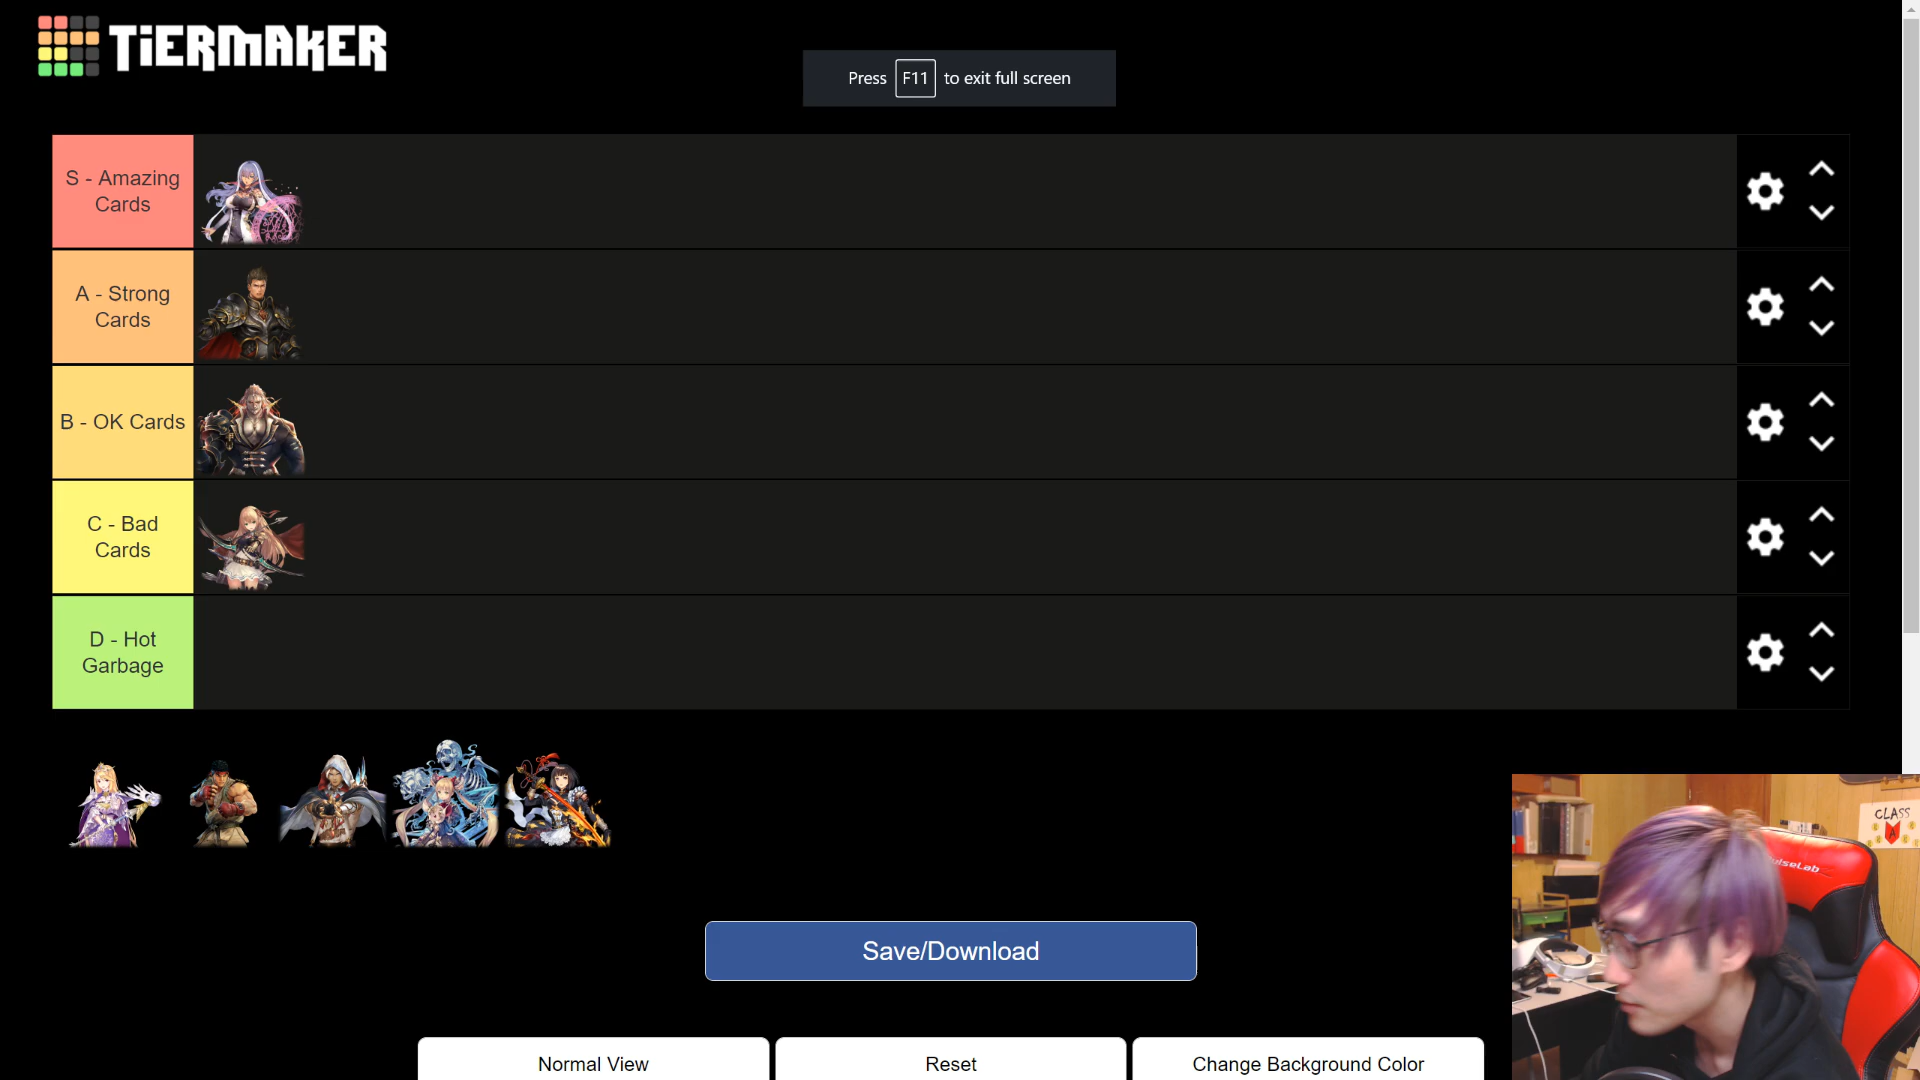 TiERMAKER
Press F11 to exit full screen
S - Amazing
Cards
A - Strong
Cards
B - OK Cards
C - Bad
Cards
D - Hot
Garbage
CLASS
A
Save/Download
Normal View
Reset
Change Background Color